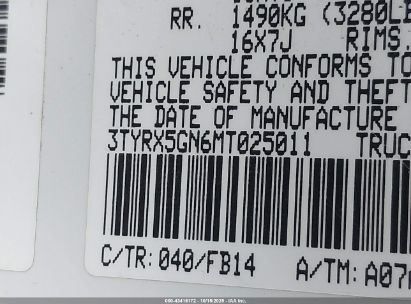 RR. 1490KG (3280L
16X7J RIMS
THIS VEHICLE CONFORMS TO
VEHICLE SAFETY AND THEFT
THE DATE OF MANUFACTURE
3TYRX5GN6MT025011 TRUC
C/TR: 040/FB14 A/TM: A07